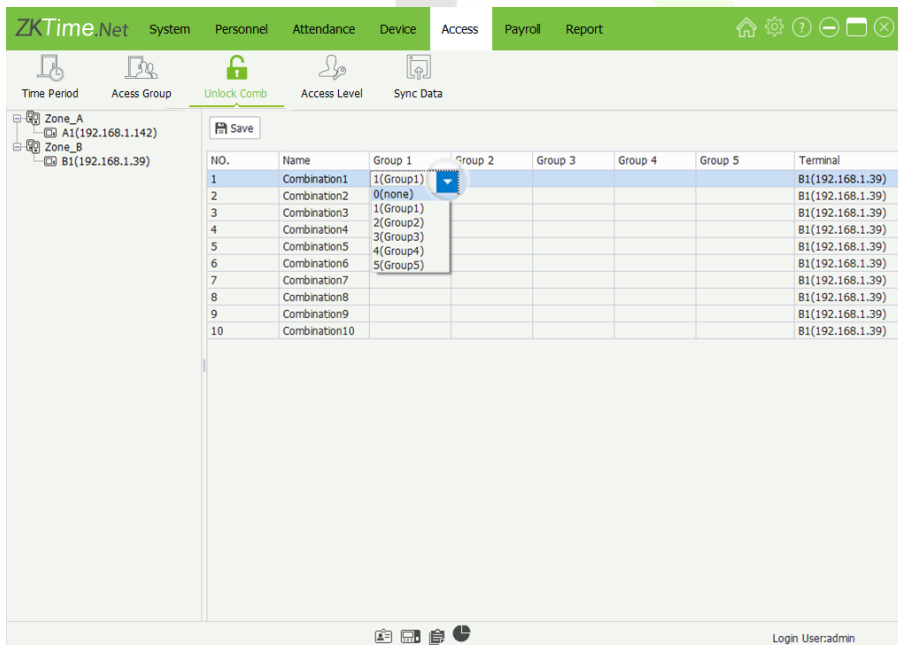 ZKTime.Net System Personnel Attendance Device Access Payroll Report
Time Period Acess Group Unlock Comb Access Level Sync Data
Zone_A
A1(192.168.1.142)
Zone_B
B1(192.168.1.39)
Save
NO. Name Group 1 Group 2 Group 3 Group 4 Group 5 Terminal
1 Combination1 1(Group1) B1(192.168.1.39)
2 Combination2 0(none) B1(192.168.1.39)
3 Combination3 1(Group1) B1(192.168.1.39)
4 Combination4 2(Group2) B1(192.168.1.39)
5 Combination5 3(Group3) B1(192.168.1.39)
6 Combination6 4(Group4) B1(192.168.1.39)
5(Group5)
7 Combination7 B1(192.168.1.39)
8 Combination8 B1(192.168.1.39)
9 Combination9 B1(192.168.1.39)
10 Combination10 B1(192.168.1.39)
Login User:admin